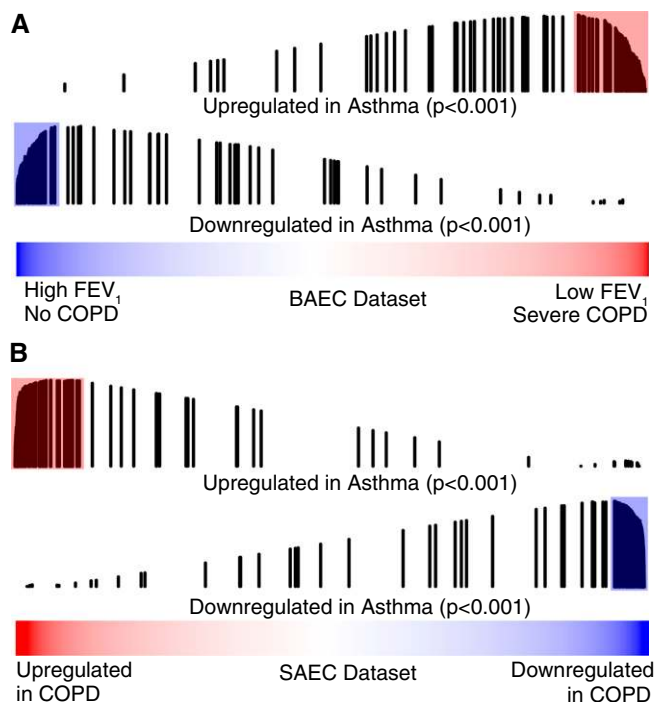 A
Upregulated in Asthma (p<0.001)
Downregulated in Asthma (p<0.001)
High FEV₁
No COPD
BAEC Dataset
Low FEV₁
Severe COPD
B
Upregulated in Asthma (p<0.001)
Downregulated in Asthma (p<0.001)
Upregulated
in COPD
SAEC Dataset
Downregulated
in COPD